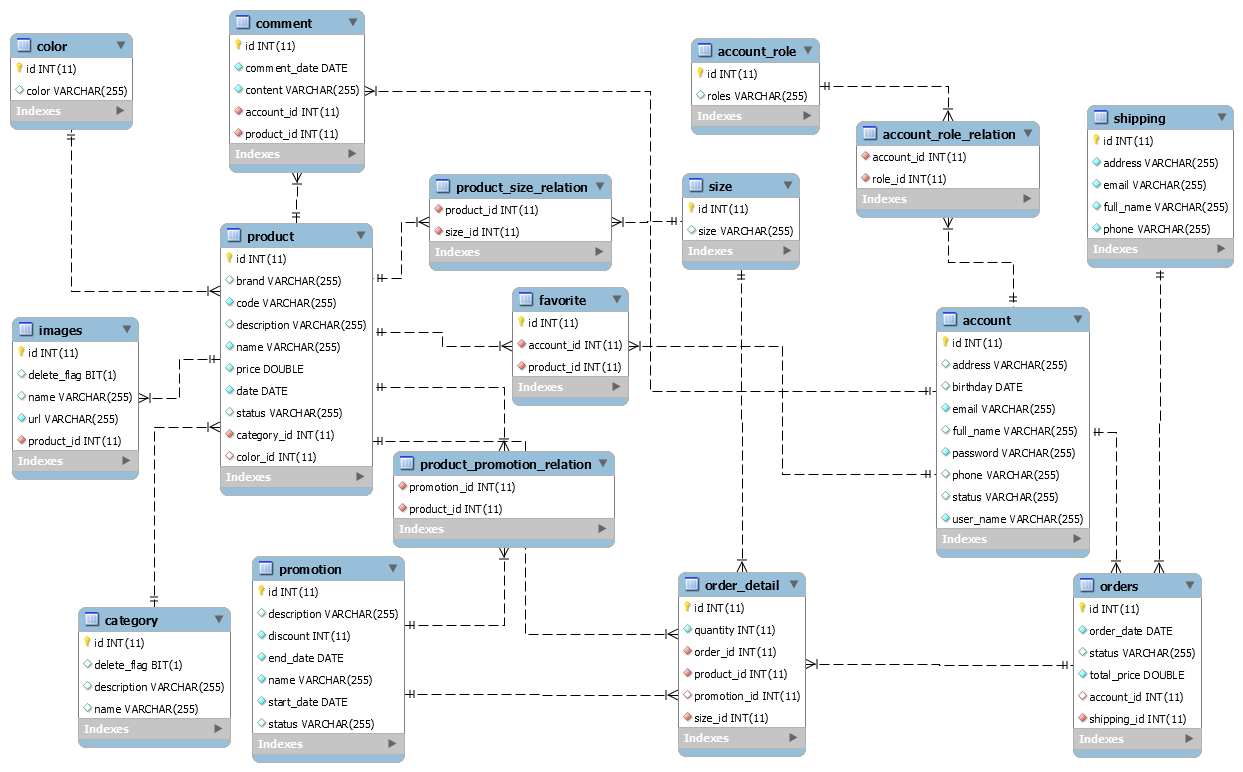 color
id INT(11)
color VARCHAR(255)
Indexes
comment
id INT(11)
comment_date DATE
content VARCHAR(255)
account_id INT(11)
product_id INT(11)
Indexes
account_role
id INT(11)
roles VARCHAR(255)
Indexes
account_role_relation
account_id INT(11)
role_id INT(11)
Indexes
shipping
id INT(11)
address VARCHAR(255)
email VARCHAR(255)
full_name VARCHAR(255)
phone VARCHAR(255)
Indexes
product_size_relation
product_id INT(11)
size_id INT(11)
Indexes
size
id INT(11)
size VARCHAR(255)
Indexes
product
id INT(11)
brand VARCHAR(255)
code VARCHAR(255)
description VARCHAR(255)
name VARCHAR(255)
price DOUBLE
date DATE
status VARCHAR(255)
category_id INT(11)
color_id INT(11)
Indexes
favorite
id INT(11)
account_id INT(11)
product_id INT(11)
Indexes
images
id INT(11)
delete_flag BIT(1)
name VARCHAR(255)
url VARCHAR(255)
product_id INT(11)
Indexes
account
id INT(11)
address VARCHAR(255)
birthday DATE
email VARCHAR(255)
full_name VARCHAR(255)
password VARCHAR(255)
phone VARCHAR(255)
status VARCHAR(255)
user_name VARCHAR(255)
Indexes
product_promotion_relation
promotion_id INT(11)
product_id INT(11)
Indexes
promotion
id INT(11)
description VARCHAR(255)
discount INT(11)
end_date DATE
name VARCHAR(255)
start_date DATE
status VARCHAR(255)
Indexes
category
id INT(11)
delete_flag BIT(1)
description VARCHAR(255)
name VARCHAR(255)
Indexes
order_detail
id INT(11)
quantity INT(11)
order_id INT(11)
product_id INT(11)
promotion_id INT(11)
size_id INT(11)
Indexes
orders
id INT(11)
order_date DATE
status VARCHAR(255)
total_price DOUBLE
account_id INT(11)
shipping_id INT(11)
Indexes